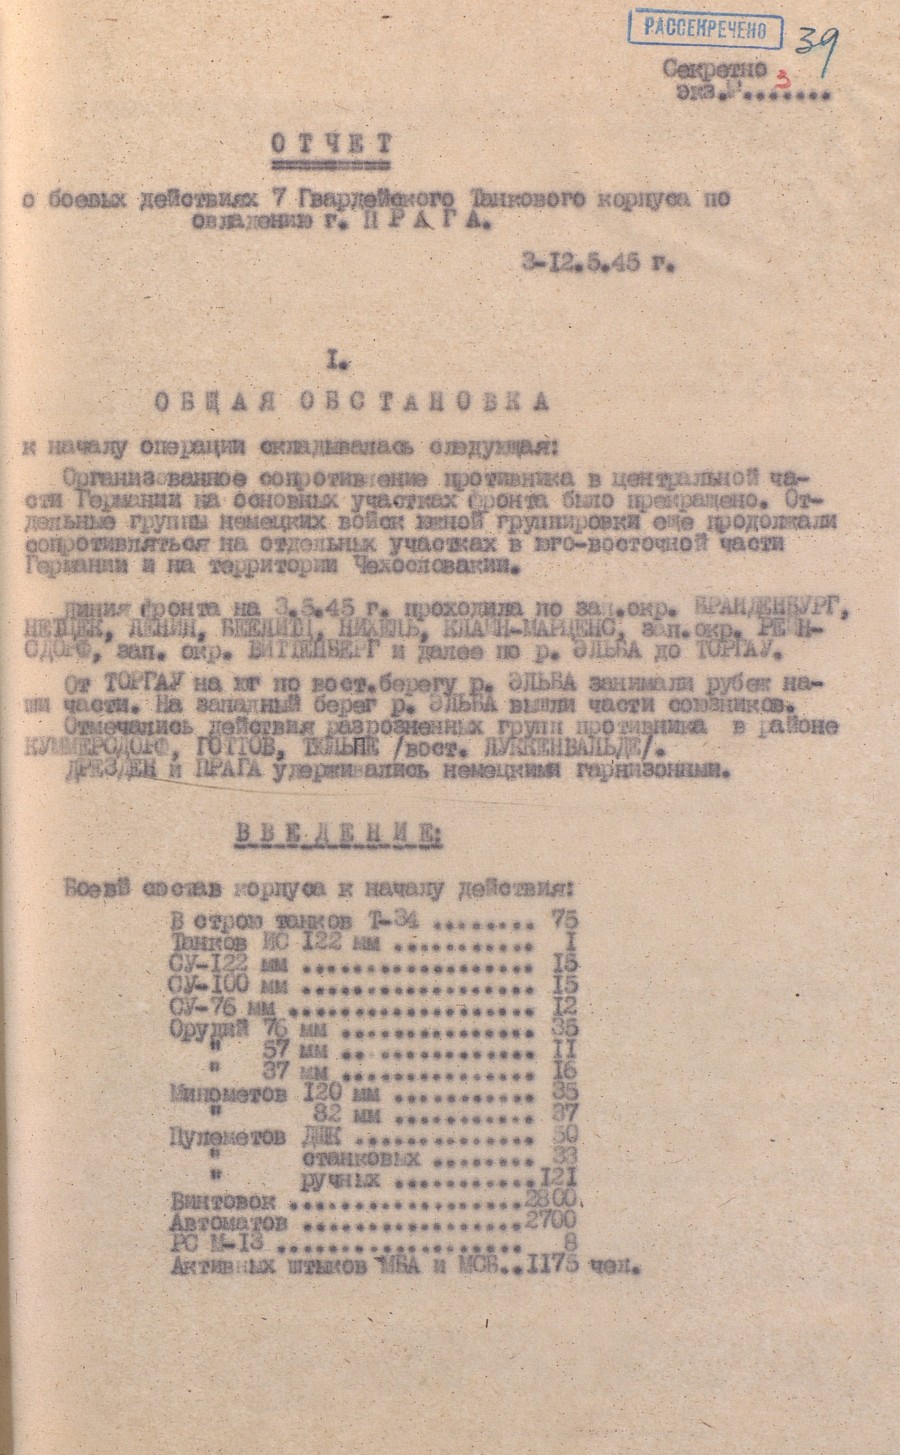 РАССЕКРЕЧЕНО 39
Секретно
экз.№ 3.......
ОТЧЕТ
о боевых действиях 7 Гвардейского Танкового корпуса по
овладению г. ПРАГА.
3-12.5.45 г.
I.
ОБЩАЯ ОБСТАНОВКА
к началу операции складывалась следующая:
Организованное сопротивление противника в центральной ча-
сти Германии на основных участках фронта было прекращено. От-
дельные группы немецких войск южной группировки еще продолжали
сопротивляться на отдельных участках в юго-восточной части
Германии и на территории Чехословакии.
Линия фронта на 3.5.45 г. проходила по зап.окр. БРАНДЕНБУРГ,
НЕТЦЕК, ЛЕНИН, БЕЕЛИТЦ, НИХЕЛЬ, КЛАЙН-МАРЦЕНС, зап.окр. РЕЙН-
СДОРФ, зап. окр. ВИТТЕНБЕРГ и далее по р. ЭЛЬБА до ТОРГАУ.
От ТОРГАУ на юг по вост.берегу р. ЭЛЬБА занимали рубеж на-
ши части. На западный берег р. ЭЛЬБА вышли части союзников.
Отмечались действия разрозненных групп противника в районе
КУММЕРСДОРФ, ГОТТОВ, ТЮЛЬПЕ /вост. ЛУККЕНВАЛЬДЕ/.
ДРЕЗДЕН и ПРАГА удерживались немецкими гарнизонми.
ВВЕДЕНИЕ:
Боевй состав корпуса к началу действия:
В строю танков Т-34 ........ 75
Танков ИС 122 мм ........... I
СУ-I22 мм .................. I5
СУ-I00 мм .................. I5
СУ-76 мм ................... I2
Орудий 76 мм ............... 35
" 57 мм .. ............ II
" 37 мм ............... I6
Минометов I20 мм ........... 35
" 82 мм ........... 37
Пулеметов ДШК .............. 50
" станковых ........ 33
" ручных ...........I2I
Винтовок ..................2800
Автоматов .................2700
РС М-I3 ................... 8
Активных штыков МБА и МСБ..II75 чел.